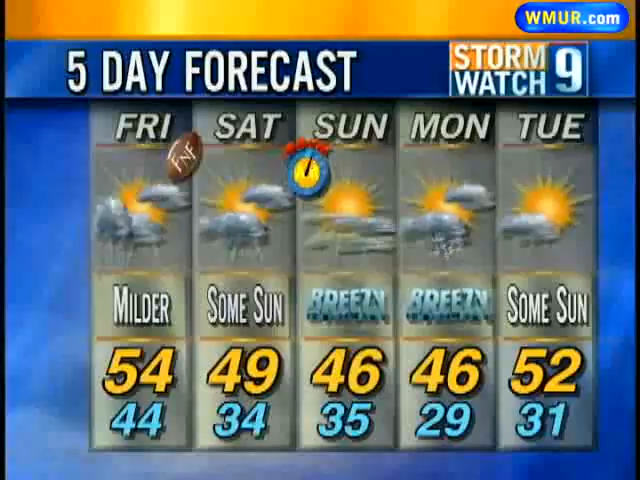 WMUR.com
5 DAY FORECAST
STORM WATCH 9
FRI SAT SUN MON TUE
FNF
MILDER SOME SUN BREEZY BREEZY SOME SUN
54 49 46 46 52
44 34 35 29 31